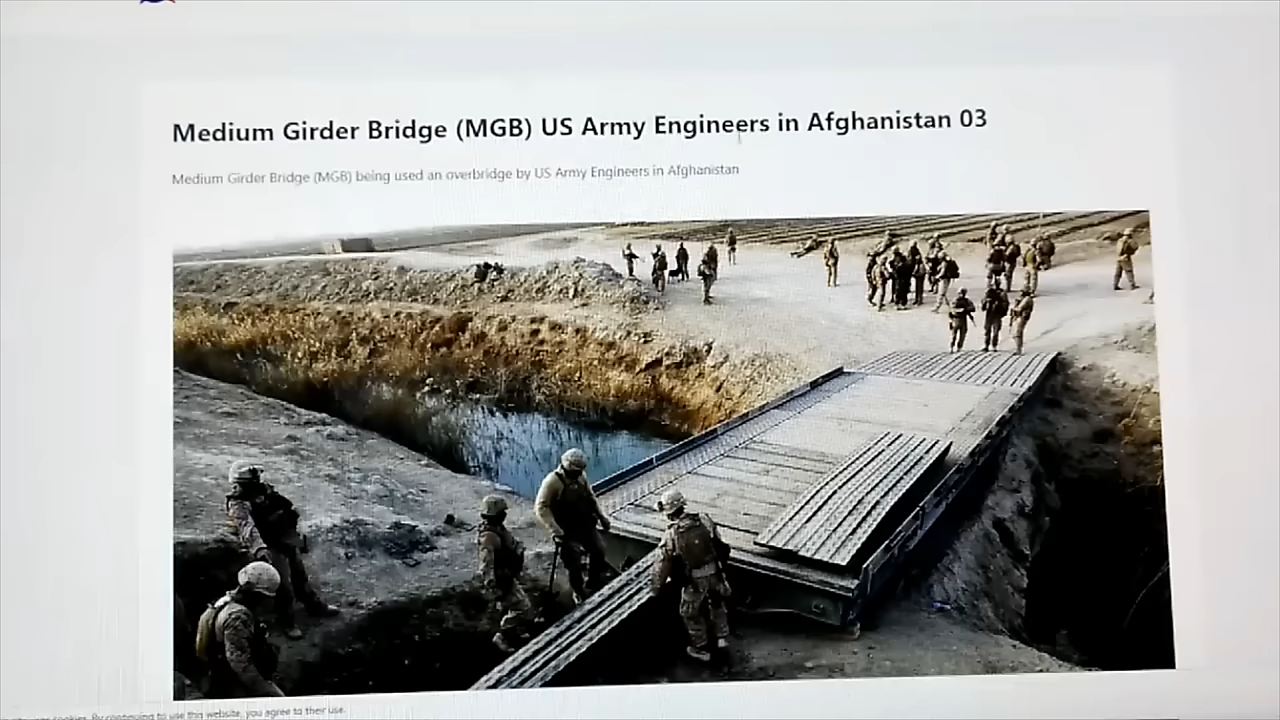 Medium Girder Bridge (MGB) US Army Engineers in Afghanistan 03
Medium Girder Bridge (MGB) being used an overbridge by US Army Engineers in Afghanistan
cookies. By continuing to use this website, you agree to their use.